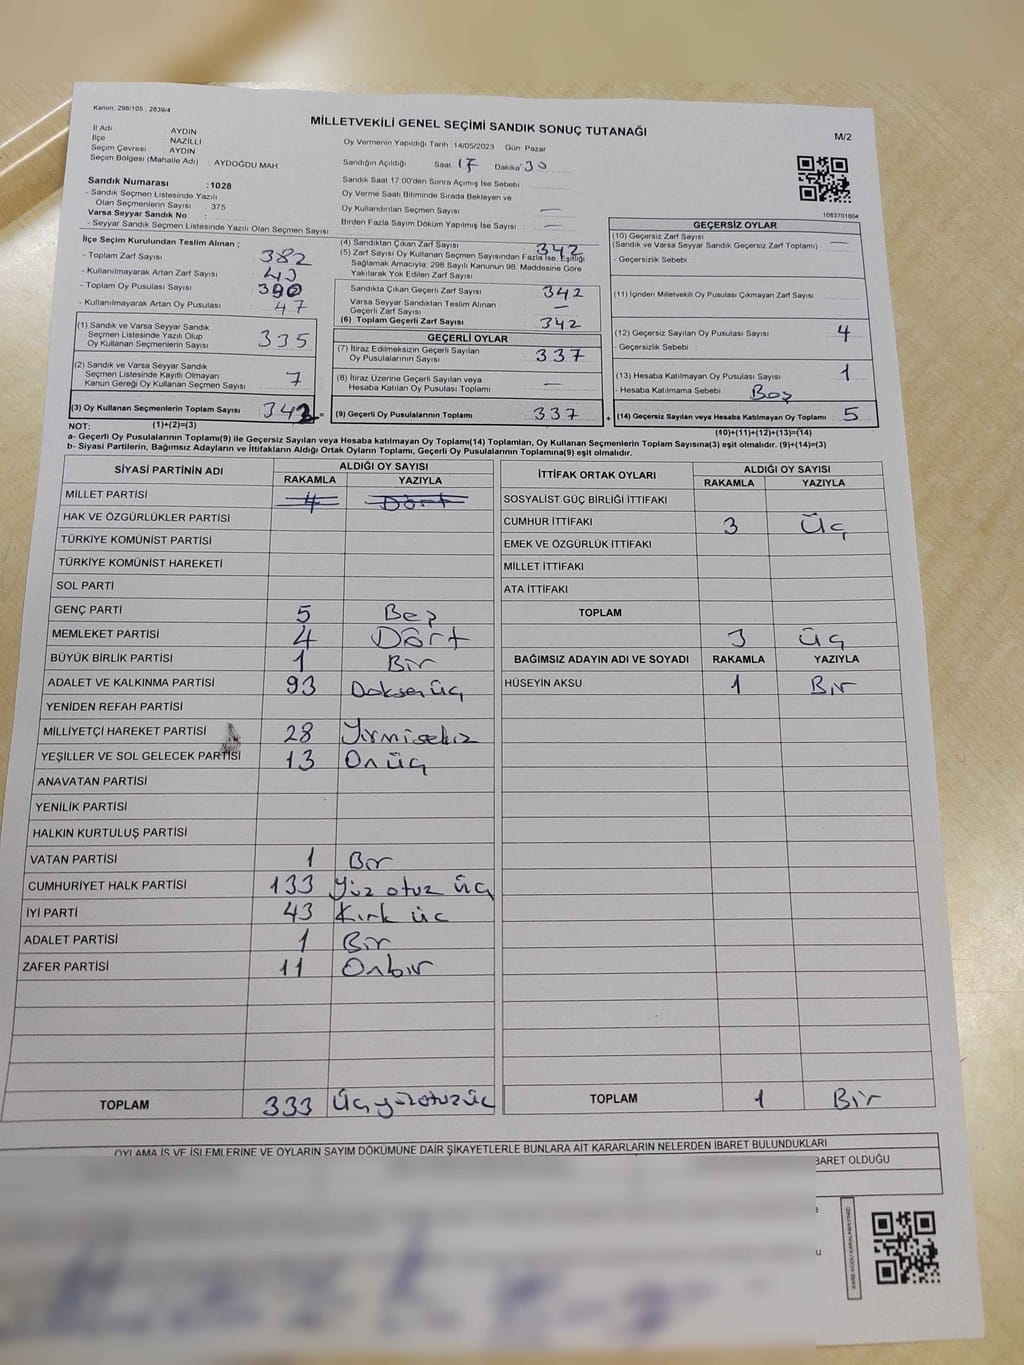 Kanun; 298/105 , 2839/4
MİLLETVEKİLİ GENEL SEÇİMİ SANDIK SONUÇ TUTANAĞI
M/2
İl Adı : AYDIN
İlçe : NAZİLLİ
Seçim Çevresi : AYDIN
Seçim Bölgesi (Mahalle Adı) : AYDOĞDU MAH
Oy Vermenin Yapıldığı Tarih : 14/05/2023 Gün: Pazar
Sandığın Açıldığı Saat: 17 Dakika: 30
Sandık Saat 17:00'den Sonra Açımış İse Sebebi
Oy Verme Saati Bitiminde Sırada Bekleyen ve
Oy Kullandırılan Seçmen Sayısı —
Birden Fazla Sayım Döküm Yapılmış İse Sayısı —
1083701804
Sandık Numarası :1028
- Sandık Seçmen Listesinde Yazılı
Olan Seçmenlerin Sayısı : 375
Varsa Seyyar Sandık No :
- Seyyar Sandık Seçmen Listesinde Yazılı Olan Seçmen Sayısı
İlçe Seçim Kurulundan Teslim Alınan ;
- Toplam Zarf Sayısı 382
- Kullanılmayarak Artan Zarf Sayısı 40
- Toplam Oy Pusulası Sayısı 390
- Kullanılmayarak Artan Oy Pusulası 47
(1) Sandık ve Varsa Seyyar Sandık
Seçmen Listesinde Yazılı Olup
Oy Kullanan Seçmenlerin Sayısı 335
(2) Sandık ve Varsa Seyyar Sandık
Seçmen Listesinde Kayıtlı Olmayan
Kanun Gereği Oy Kullanan Seçmen Sayısı 7
(3) Oy Kullanan Seçmenlerin Toplam Sayısı 342 =
(1)+(2)=(3)
(4) Sandıktan Çıkan Zarf Sayısı 342
(5) Zarf Sayısı Oy Kullanan Seçmen Sayısından Fazla İse, Eşitliği
Sağlamak Amacıyla; 298 Sayılı Kanunun 98. Maddesine Göre
Yakılarak Yok Edilen Zarf Sayısı
Sandıkta Çıkan Geçerli Zarf Sayısı 342
Varsa Seyyar Sandıktan Teslim Alınan
Geçerli Zarf Sayısı —
(6) Toplam Geçerli Zarf Sayısı 342
GEÇERLİ OYLAR
(7) İtiraz Edilmeksizin Geçerli Sayılan
Oy Pusulalarının Sayısı 337
(8) İtiraz Üzerine Geçerli Sayılan veya
Hesaba Katılan Oy Pusulası Toplamı —
(9) Geçerli Oy Pusulalarının Toplamı 337 +
GEÇERSİZ OYLAR
(10) Geçersiz Zarf Sayısı
(Sandık ve Varsa Seyyar Sandık Geçersiz Zarf Toplamı) : —
- Geçersizlik Sebebi :
(11) İçinden Milletvekili Oy Pusulası Çıkmayan Zarf Sayısı
(12) Geçersiz Sayılan Oy Pusulası Sayısı 4
- Geçersizlik Sebebi :
(13) Hesaba Katılmayan Oy Pusulası Sayısı 1
- Hesaba Katılmama Sebebi : Boş
(14) Geçersiz Sayılan veya Hesaba Katılmayan Oy Toplamı 5
(10)+(11)+(12)+(13)=(14)
NOT:
a- Geçerli Oy Pusulalarının Toplamı(9) ile Geçersiz Sayılan veya Hesaba Katılmayan Oy Toplamı(14) Toplamları, Oy Kullanan Seçmenlerin Toplam Sayısına(3) eşit olmalıdır. (9)+(14)=(3)
b- Siyasi Partilerin, Bağımsız Adayların ve İttifakların Aldığı Ortak Oyların Toplamı, Geçerli Oy Pusulalarının Toplamına(9) eşit olmalıdır.
SİYASİ PARTİNİN ADI ALDIĞI OY SAYISI
RAKAMLA YAZIYLA
MİLLET PARTİSİ 4 Dört
HAK VE ÖZGÜRLÜKLER PARTİSİ
TÜRKİYE KOMÜNİST PARTİSİ
TÜRKİYE KOMÜNİST HAREKETİ
SOL PARTİ
GENÇ PARTİ 5 Beş
MEMLEKET PARTİSİ 4 Dört
BÜYÜK BİRLİK PARTİSİ 1 Bir
ADALET VE KALKINMA PARTİSİ 93 Doksan üç
YENİDEN REFAH PARTİSİ
MİLLİYETÇİ HAREKET PARTİSİ 28 Yirmisekiz
YEŞİLLER VE SOL GELECEK PARTİSİ 13 Onüç
ANAVATAN PARTİSİ
YENİLİK PARTİSİ
HALKIN KURTULUŞ PARTİSİ
VATAN PARTİSİ 1 Bir
CUMHURİYET HALK PARTİSİ 133 Yüz otuz üç
İYİ PARTİ 43 Kırk üc
ADALET PARTİSİ 1 Bir
ZAFER PARTİSİ 11 Onbir
TOPLAM 333 Üçyüzotuzüç
İTTİFAK ORTAK OYLARI ALDIĞI OY SAYISI
RAKAMLA YAZIYLA
SOSYALİST GÜÇ BİRLİĞİ İTTİFAKI
CUMHUR İTTİFAKI 3 Üç
EMEK VE ÖZGÜRLÜK İTTİFAKI
MİLLET İTTİFAKI
ATA İTTİFAKI
TOPLAM 3 üç
BAĞIMSIZ ADAYIN ADI VE SOYADI RAKAMLA YAZIYLA
HÜSEYİN AKSU 1 Bir
TOPLAM 1 Bir
OYLAMA İŞ VE İŞLEMLERİNE VE OYLARIN SAYIM DÖKÜMÜNE DAİR ŞİKAYETLERLE BUNLARA AİT KARARLARIN NELERDEN İBARET BULUNDUKLARI
BARET OLDUĞU
KARE KODU KARALAMAYINIZ!